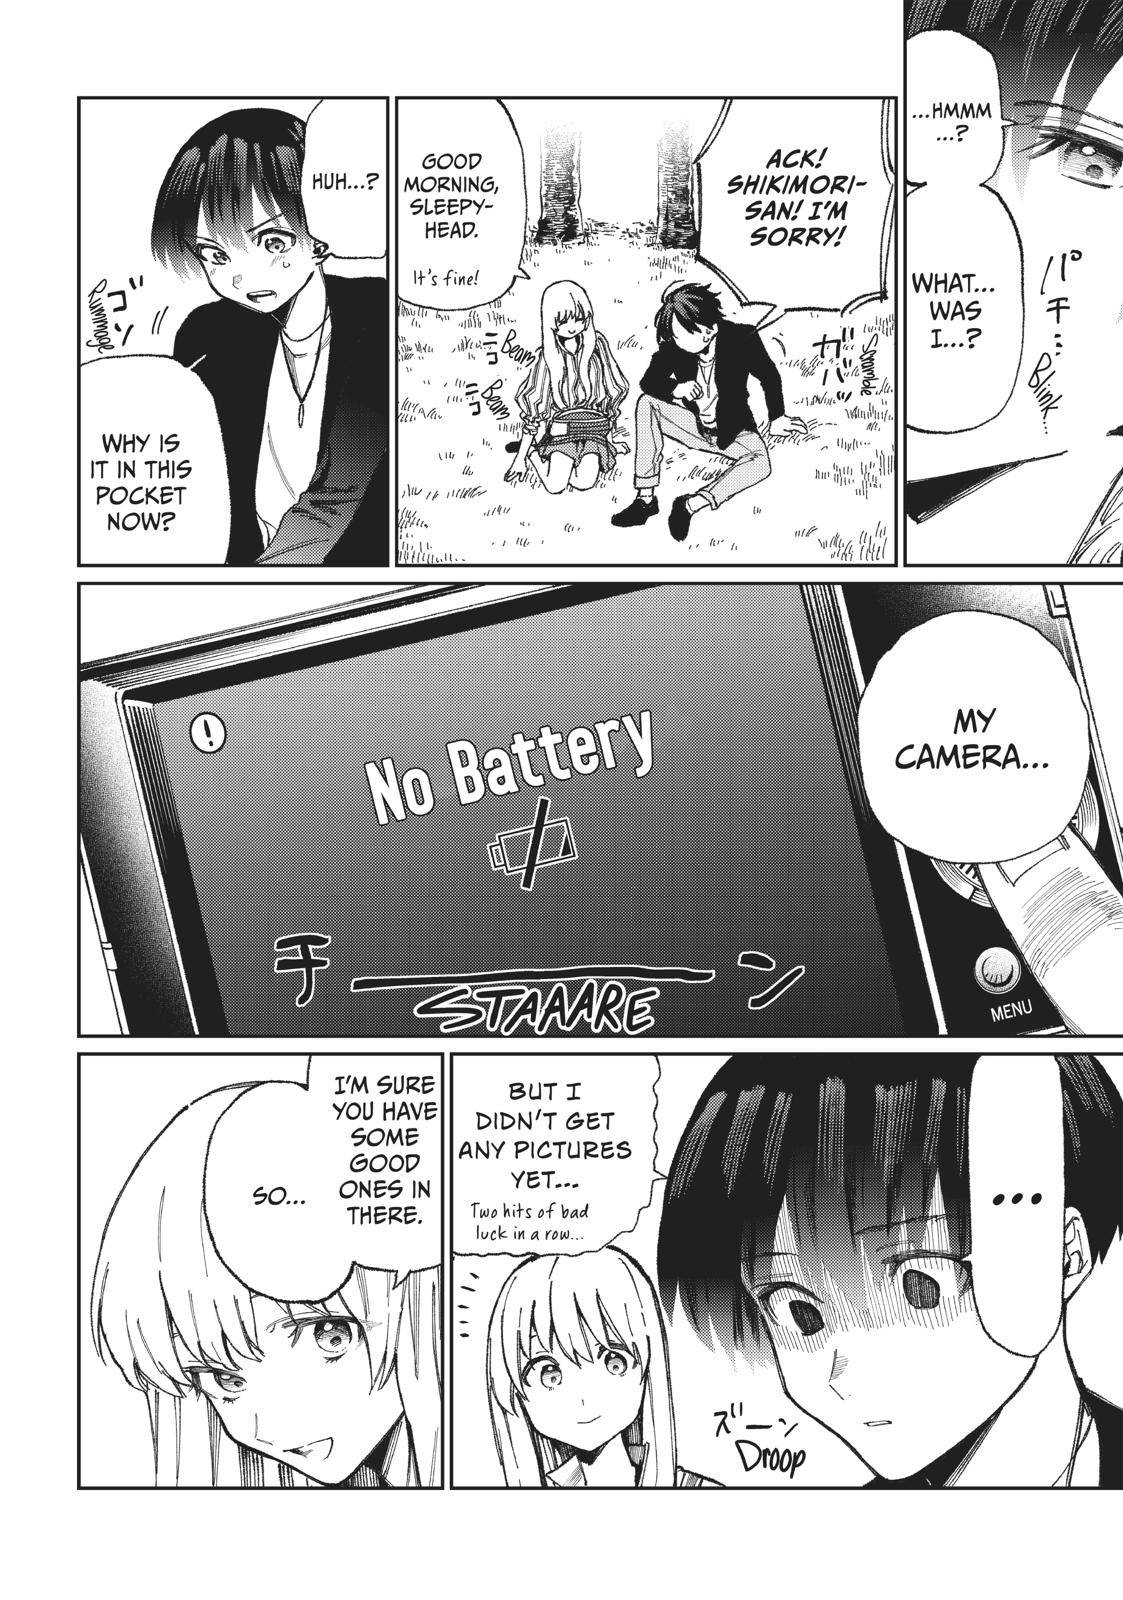 ...HMMM
...?
WHAT...
WAS
I...?
パチ...
Blink...
ACK!
SHIKIMORI-
SAN! I'M
SORRY!
ガバッ
Scramble
GOOD
MORNING,
SLEEPY-
HEAD.
It's fine!
ニコ
Beam
ニコ
Beam
HUH...?
ゴソ
Rummage
WHY IS
IT IN THIS
POCKET
NOW?
MY
CAMERA...
!
No Battery
MENU
チーン
STAAARE
...
ズーン
Droop
BUT I
DIDN'T GET
ANY PICTURES
YET...
Two hits of bad
luck in a row...
I'M SURE
YOU HAVE
SOME
GOOD
ONES IN
THERE.
SO...